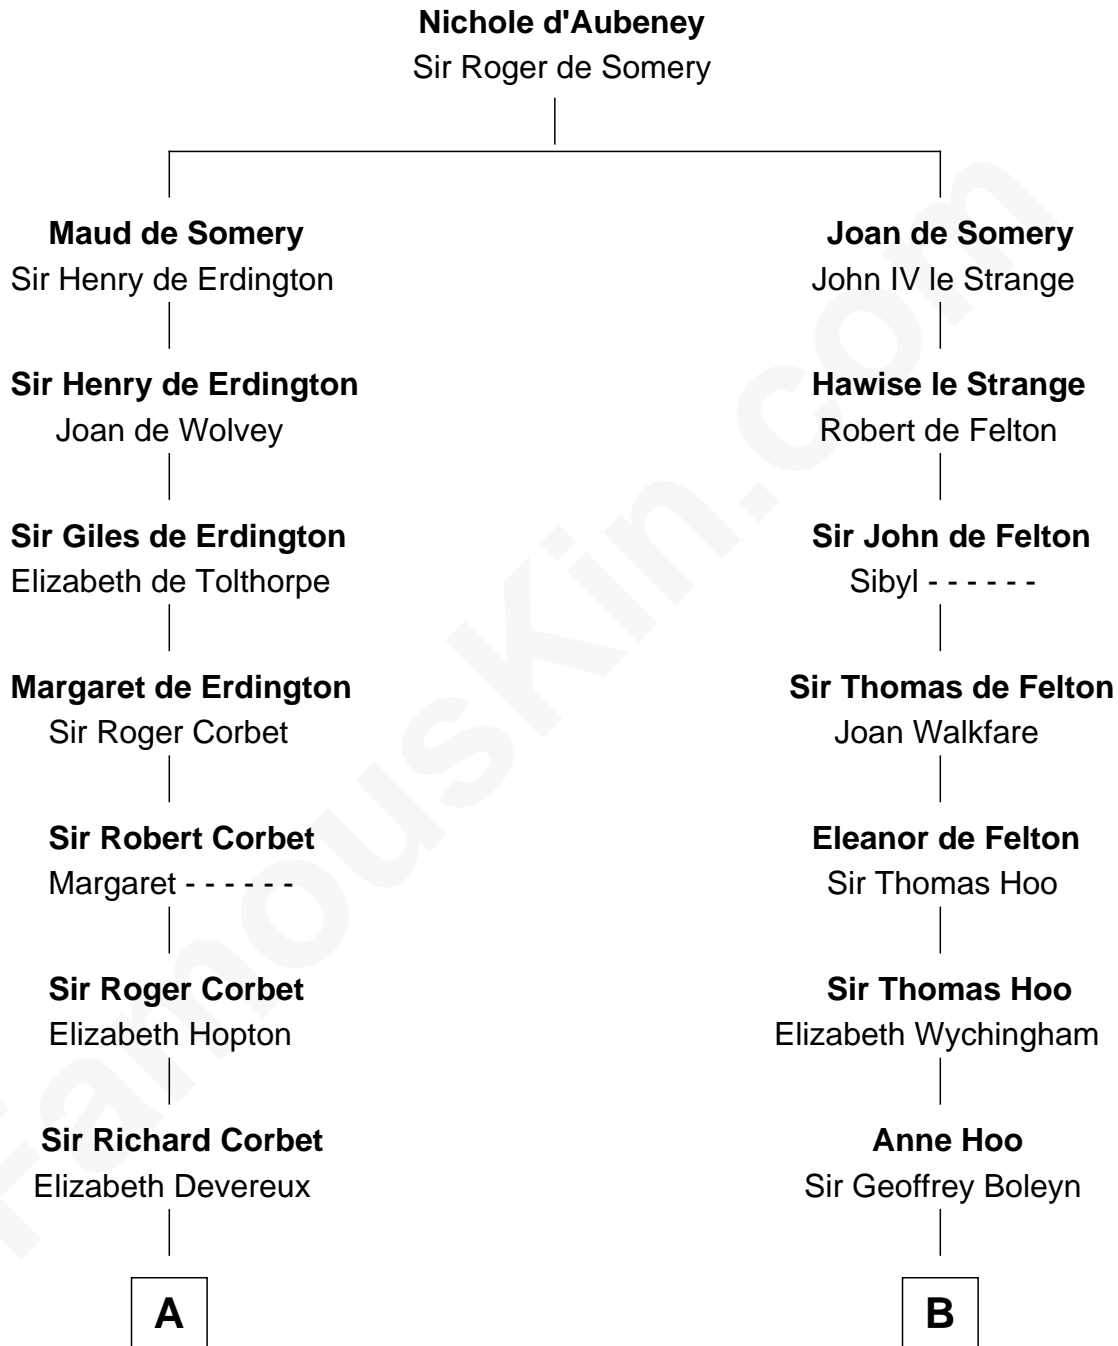 Nichole d'Aubeney
Sir Roger de Somery
Maud de Somery
Sir Henry de Erdington
Sir Henry de Erdington
Joan de Wolvey
Sir Giles de Erdington
Elizabeth de Tolthorpe
Margaret de Erdington
Sir Roger Corbet
Sir Robert Corbet
Margaret - - - - - -
Sir Roger Corbet
Elizabeth Hopton
Sir Richard Corbet
Elizabeth Devereux
A
Joan de Somery
John IV le Strange
Hawise le Strange
Robert de Felton
Sir John de Felton
Sibyl - - - - - -
Sir Thomas de Felton
Joan Walkfare
Eleanor de Felton
Sir Thomas Hoo
Sir Thomas Hoo
Elizabeth Wychingham
Anne Hoo
Sir Geoffrey Boleyn
B
FamousKin.com